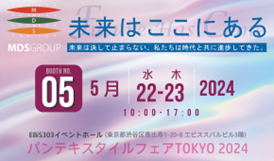 MDS
未来はここにある
MDSGROUP
未来は決して止まらない、私たちは時代と共に進歩してきた。
BOOTH NO.
05
5月
水 木
22-23
2024
10:00-17:00
EBiS303イベントホール (東京都渋谷区恵比寿1-20-8 エビススバルビル3階)
パンテキスタイルフェアTOKYO 2024